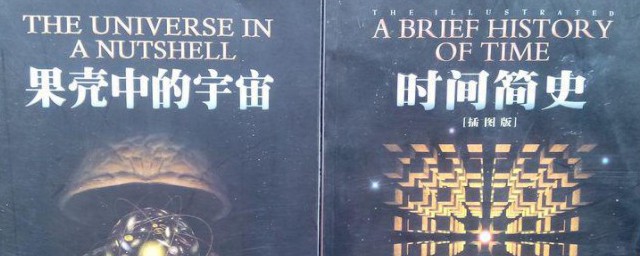 THE UNIVERSE IN
A NUTSHELL
果壳中的宇宙
THE ILLUSTRATED
A BRIEF HISTORY
OF TIME
时间简史
[插图版]